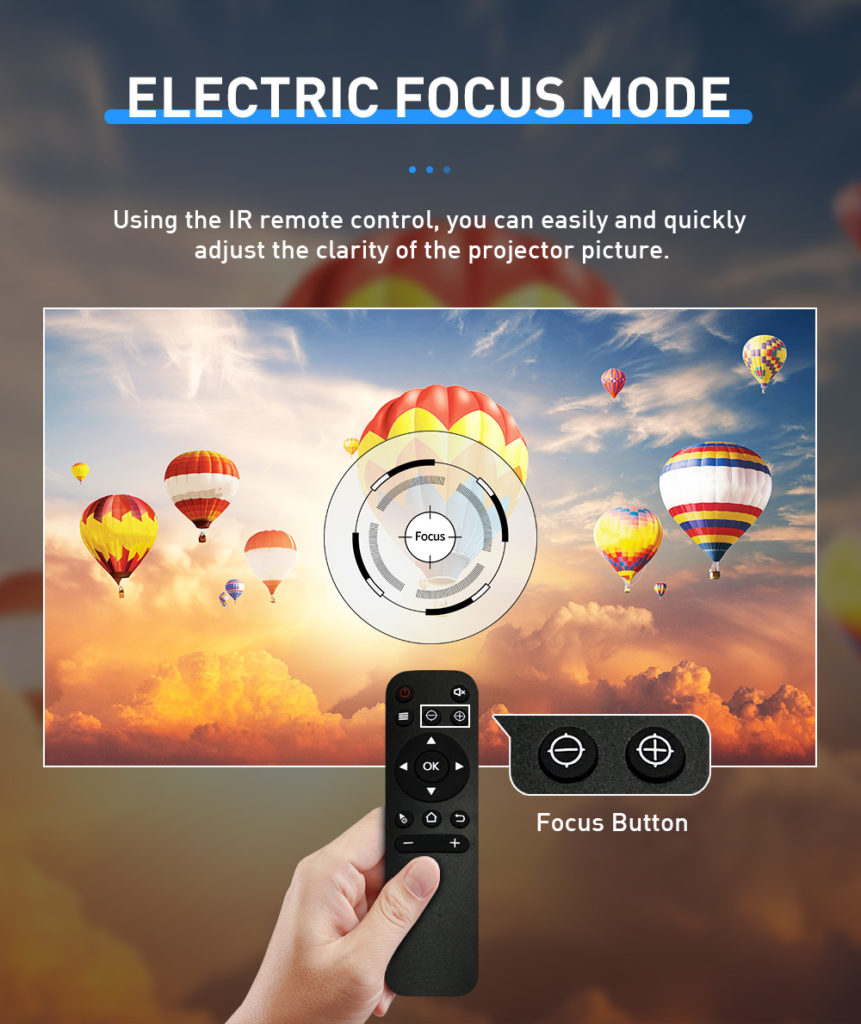 ELECTRIC FOCUS MODE
Using the IR remote control, you can easily and quickly
adjust the clarity of the projector picture.
Focus
OK
Focus Button